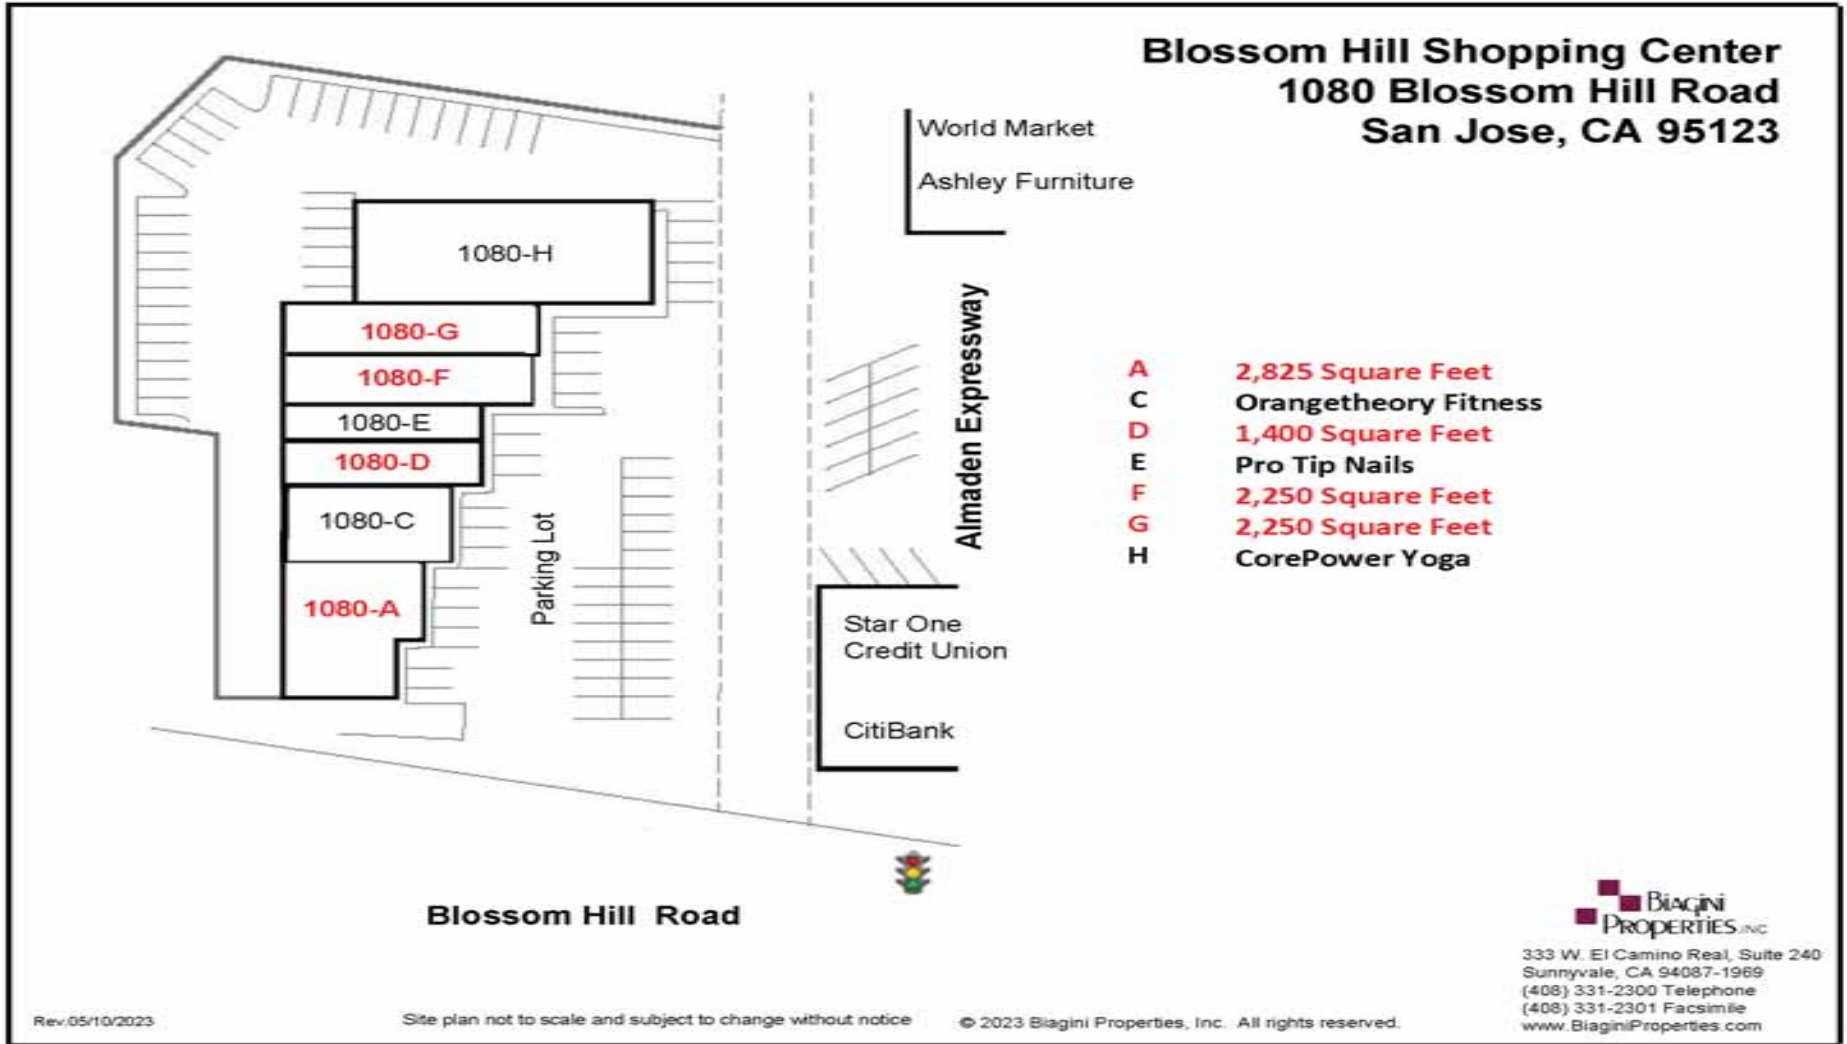 Blossom Hill Shopping Center
1080 Blossom Hill Road
San Jose, CA 95123
World Market
Ashley Furniture
1080-H
1080-G
1080-F
1080-E
1080-D
1080-C
1080-A
Parking Lot
Almaden Expressway
A 2,825 Square Feet
C Orangetheory Fitness
D 1,400 Square Feet
E Pro Tip Nails
F 2,250 Square Feet
G 2,250 Square Feet
H CorePower Yoga
Star One
Credit Union
CitiBank
Blossom Hill Road
BiAGiNi
PROPERTIES, INC
333 W. El Camino Real, Suite 240
Sunnyvale, CA 94087-1969
(408) 331-2300 Telephone
(408) 331-2301 Facsimile
www.BiaginiProperties.com
Rev.05/10/2023
Site plan not to scale and subject to change without notice
© 2023 Biagini Properties, Inc. All rights reserved.